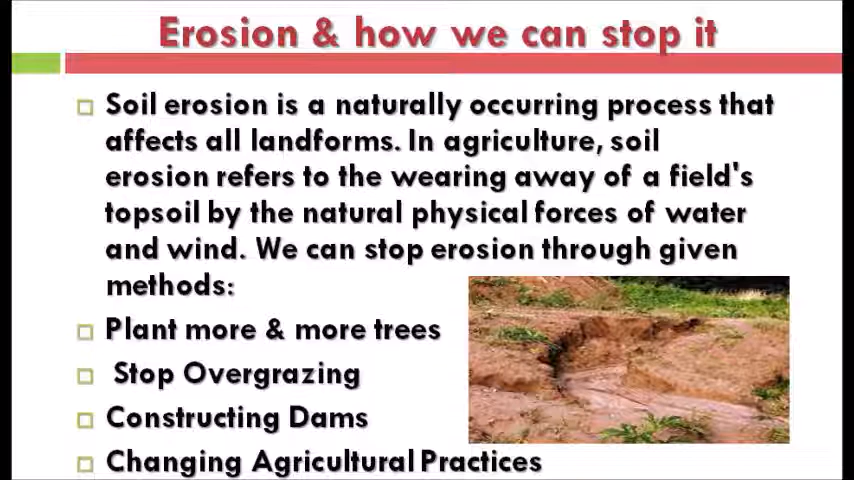 Erosion & how we can stop it
Soil erosion is a naturally occurring process that
affects all landforms. In agriculture, soil
erosion refers to the wearing away of a field's
topsoil by the natural physical forces of water
and wind. We can stop erosion through given
methods:
Plant more & more trees
Stop Overgrazing
Constructing Dams
Changing Agricultural Practices